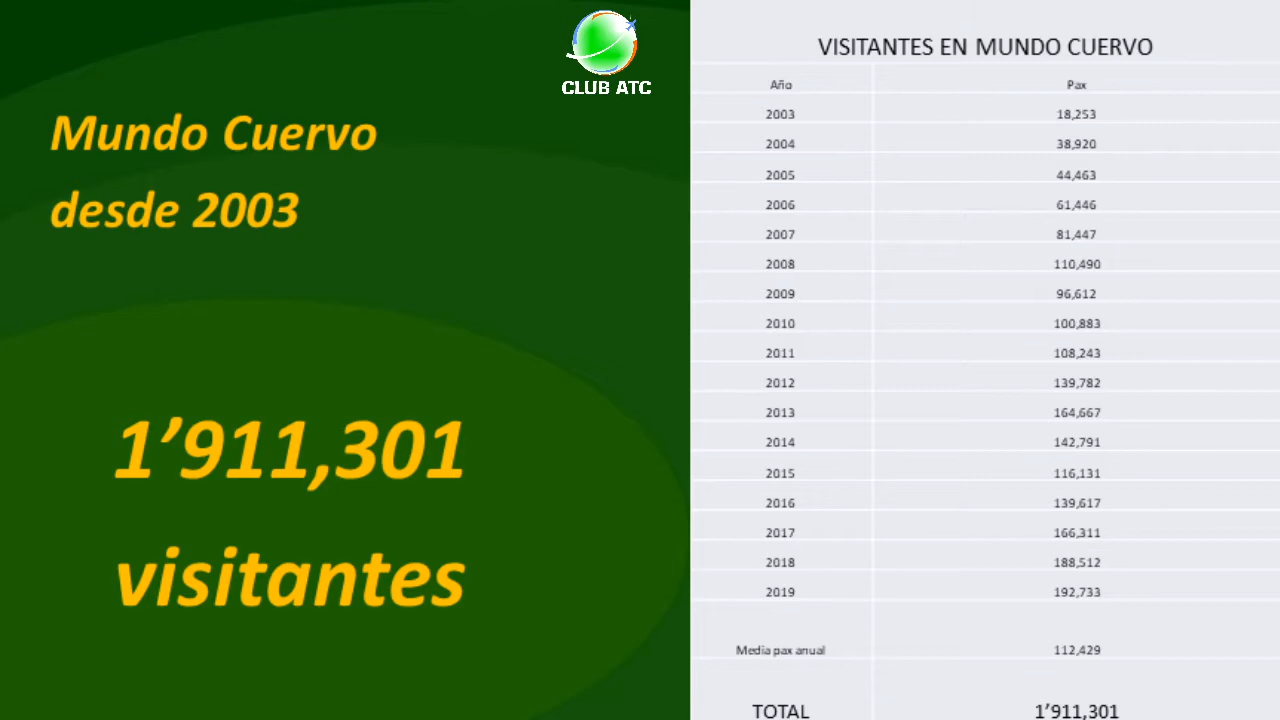 CLUB ATC
Mundo Cuervo
desde 2003
1’911,301
visitantes
VISITANTES EN MUNDO CUERVO
Año Pax
2003 18,253
2004 38,920
2005 44,463
2006 61,446
2007 81,447
2008 110,490
2009 96,612
2010 100,883
2011 108,243
2012 139,782
2013 164,667
2014 142,791
2015 116,131
2016 139,617
2017 166,311
2018 188,512
2019 192,733
Media pax anual 112,429
TOTAL 1’911,301